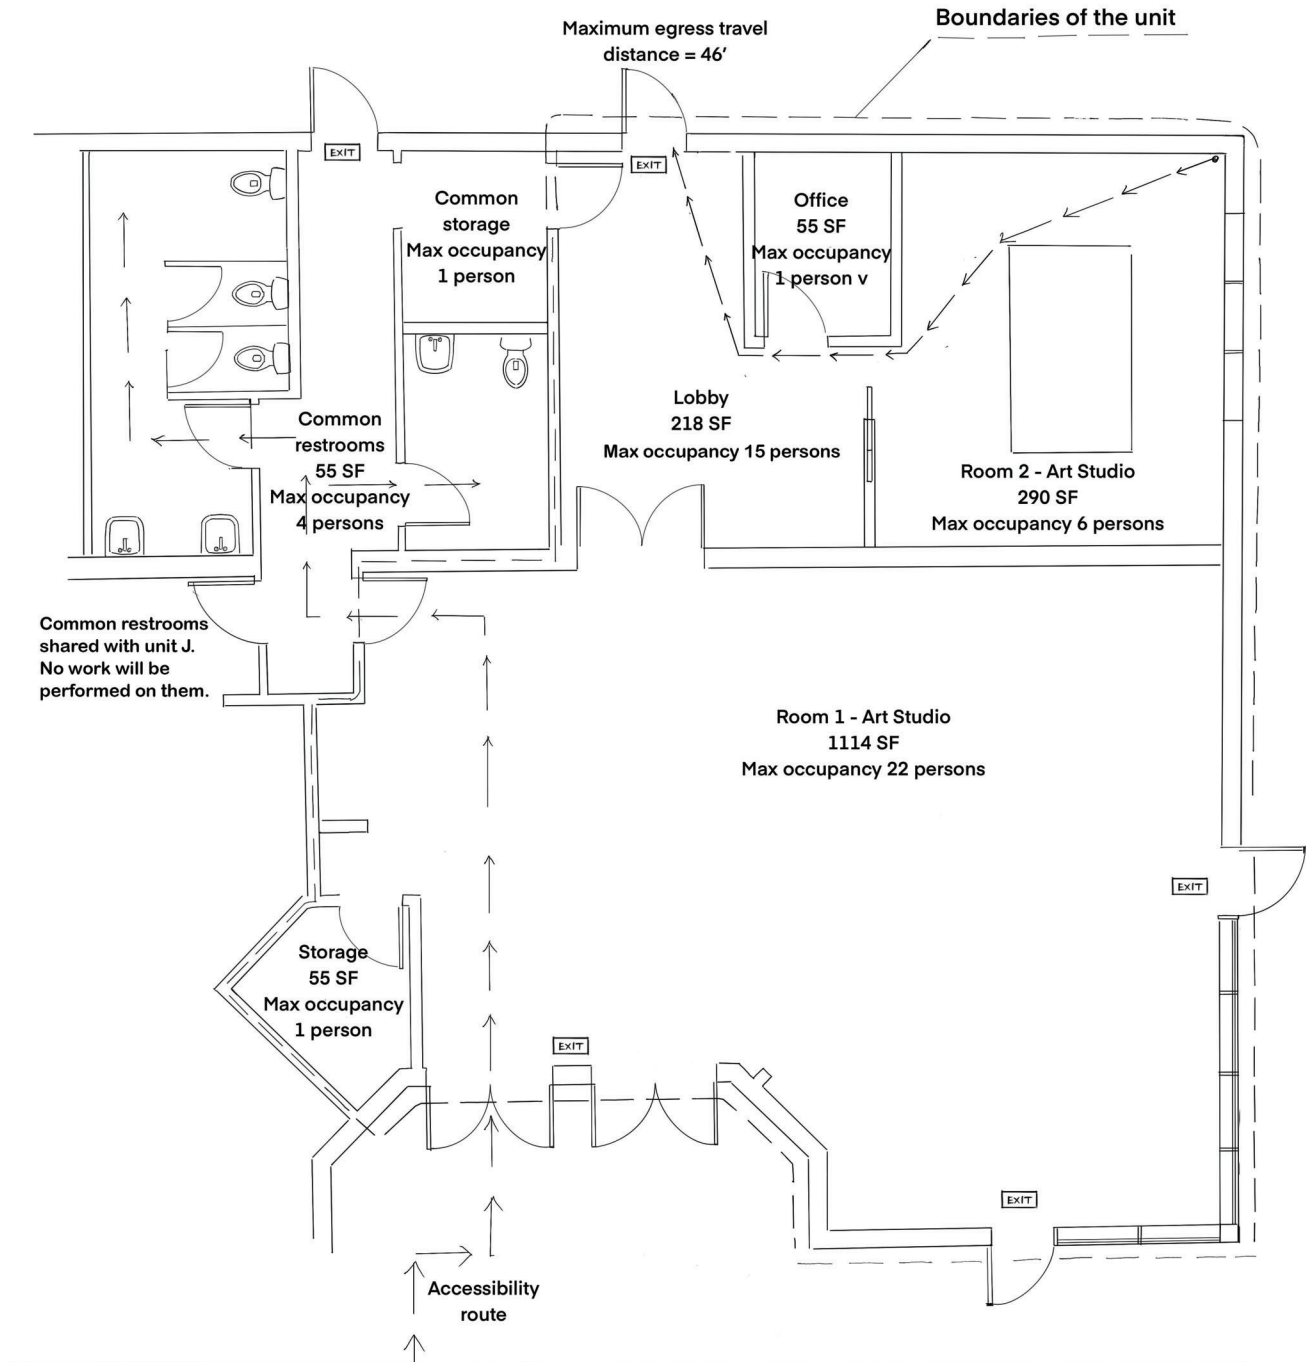 Boundaries of the unit
Maximum egress travel
distance = 46'
EXIT
EXIT
Common
storage
Max occupancy
1 person
Office
55 SF
Max occupancy
1 person v
Lobby
218 SF
Max occupancy 15 persons
Common
restrooms
55 SF
Max occupancy
4 persons
Room 2 - Art Studio
290 SF
Max occupancy 6 persons
Common restrooms
shared with unit J.
No work will be
performed on them.
Room 1 - Art Studio
1114 SF
Max occupancy 22 persons
EXIT
Storage
55 SF
Max occupancy
1 person
EXIT
EXIT
Accessibility
route